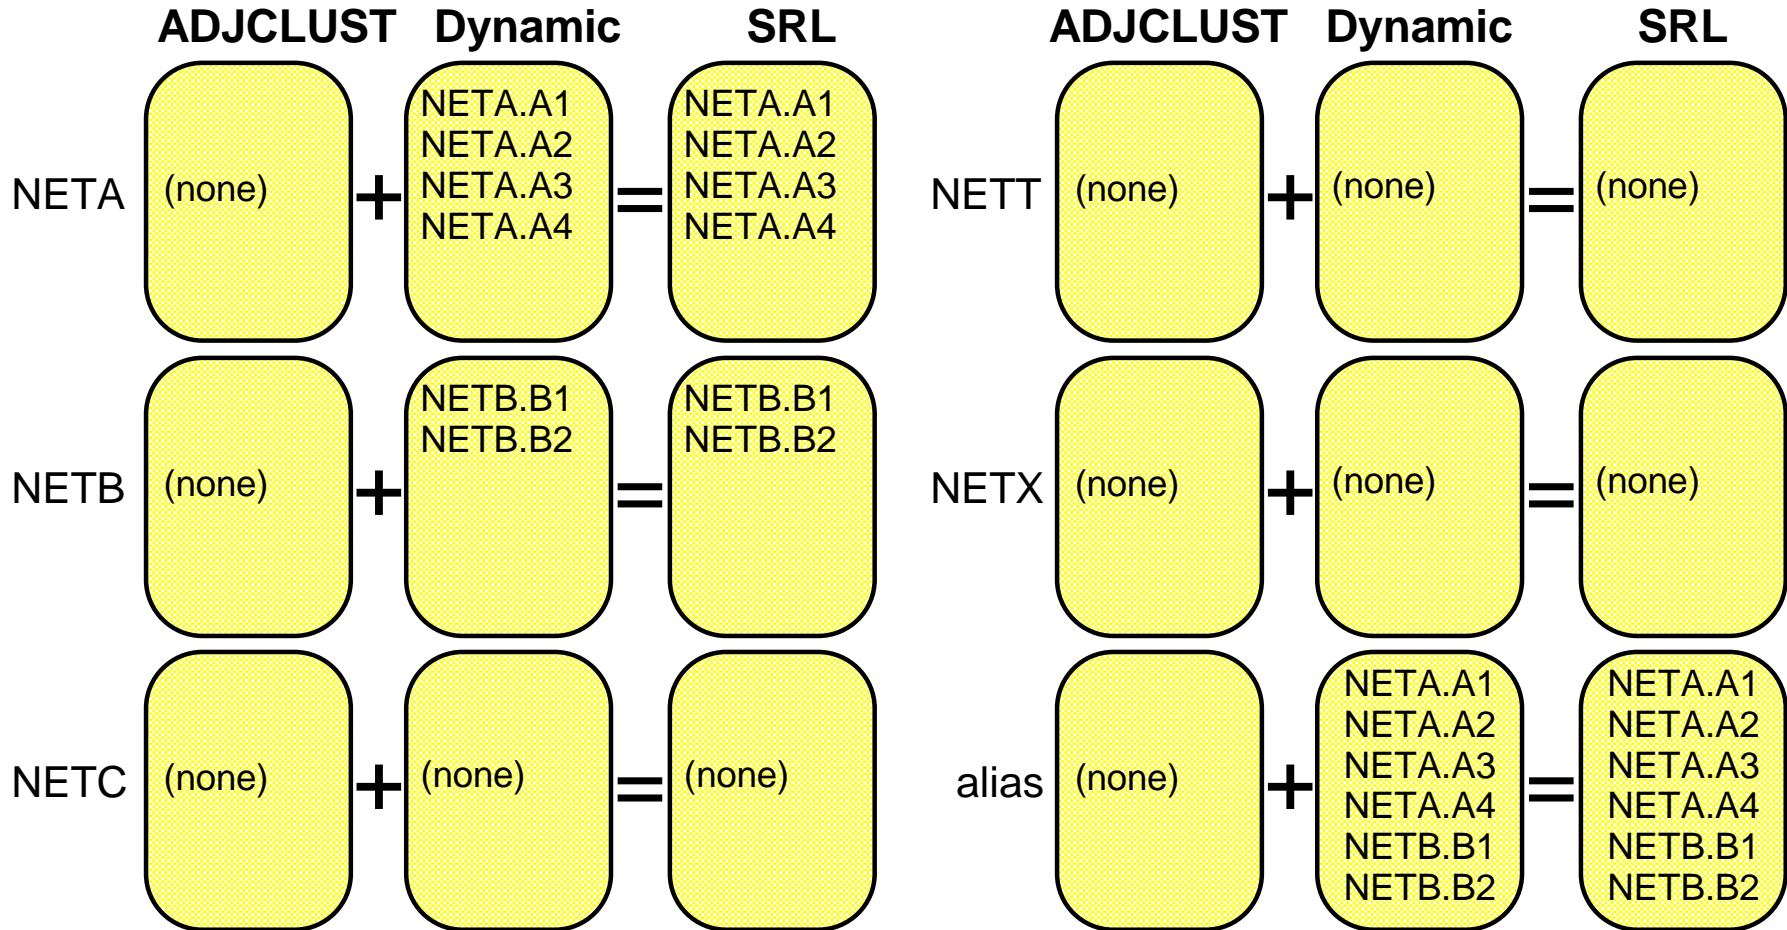 ADJCLUST Dynamic SRL
NETA
(none)
+
NETA.A1
NETA.A2
NETA.A3
NETA.A4
=
NETA.A1
NETA.A2
NETA.A3
NETA.A4
NETB
(none)
+
NETB.B1
NETB.B2
=
NETB.B1
NETB.B2
NETC
(none)
+
(none)
=
(none)
ADJCLUST Dynamic SRL
NETT
(none)
+
(none)
=
(none)
NETX
(none)
+
(none)
=
(none)
alias
(none)
+
NETA.A1
NETA.A2
NETA.A3
NETA.A4
NETB.B1
NETB.B2
=
NETA.A1
NETA.A2
NETA.A3
NETA.A4
NETB.B1
NETB.B2